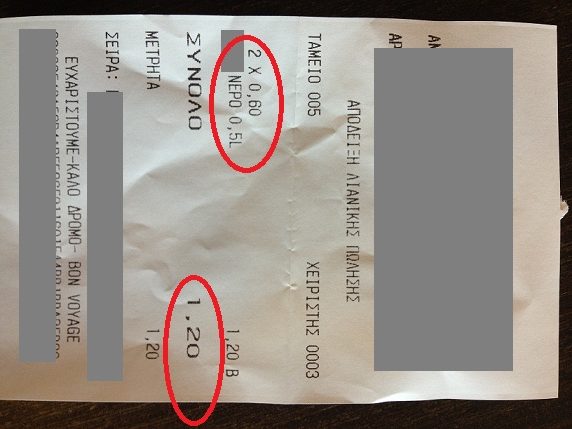 ΑΠΟΔΕΙΞΗ ΛΙΑΝΙΚΗΣ ΠΩΛΗΣΗΣ
ΤΑΜΕΙΟ 005 ΧΕΙΡΙΣΤΗΣ 0003
2 X 0,60
ΝΕΡΟ 0,5L 1,20 Β
ΣΥΝΟΛΟ 1,20
ΜΕΤΡΗΤΑ 1,20
ΣΕΙΡΑ:
ΕΥΧΑΡΙΣΤΟΥΜΕ-ΚΑΛΟ ΔΡΟΜΟ- BON VOYAGE